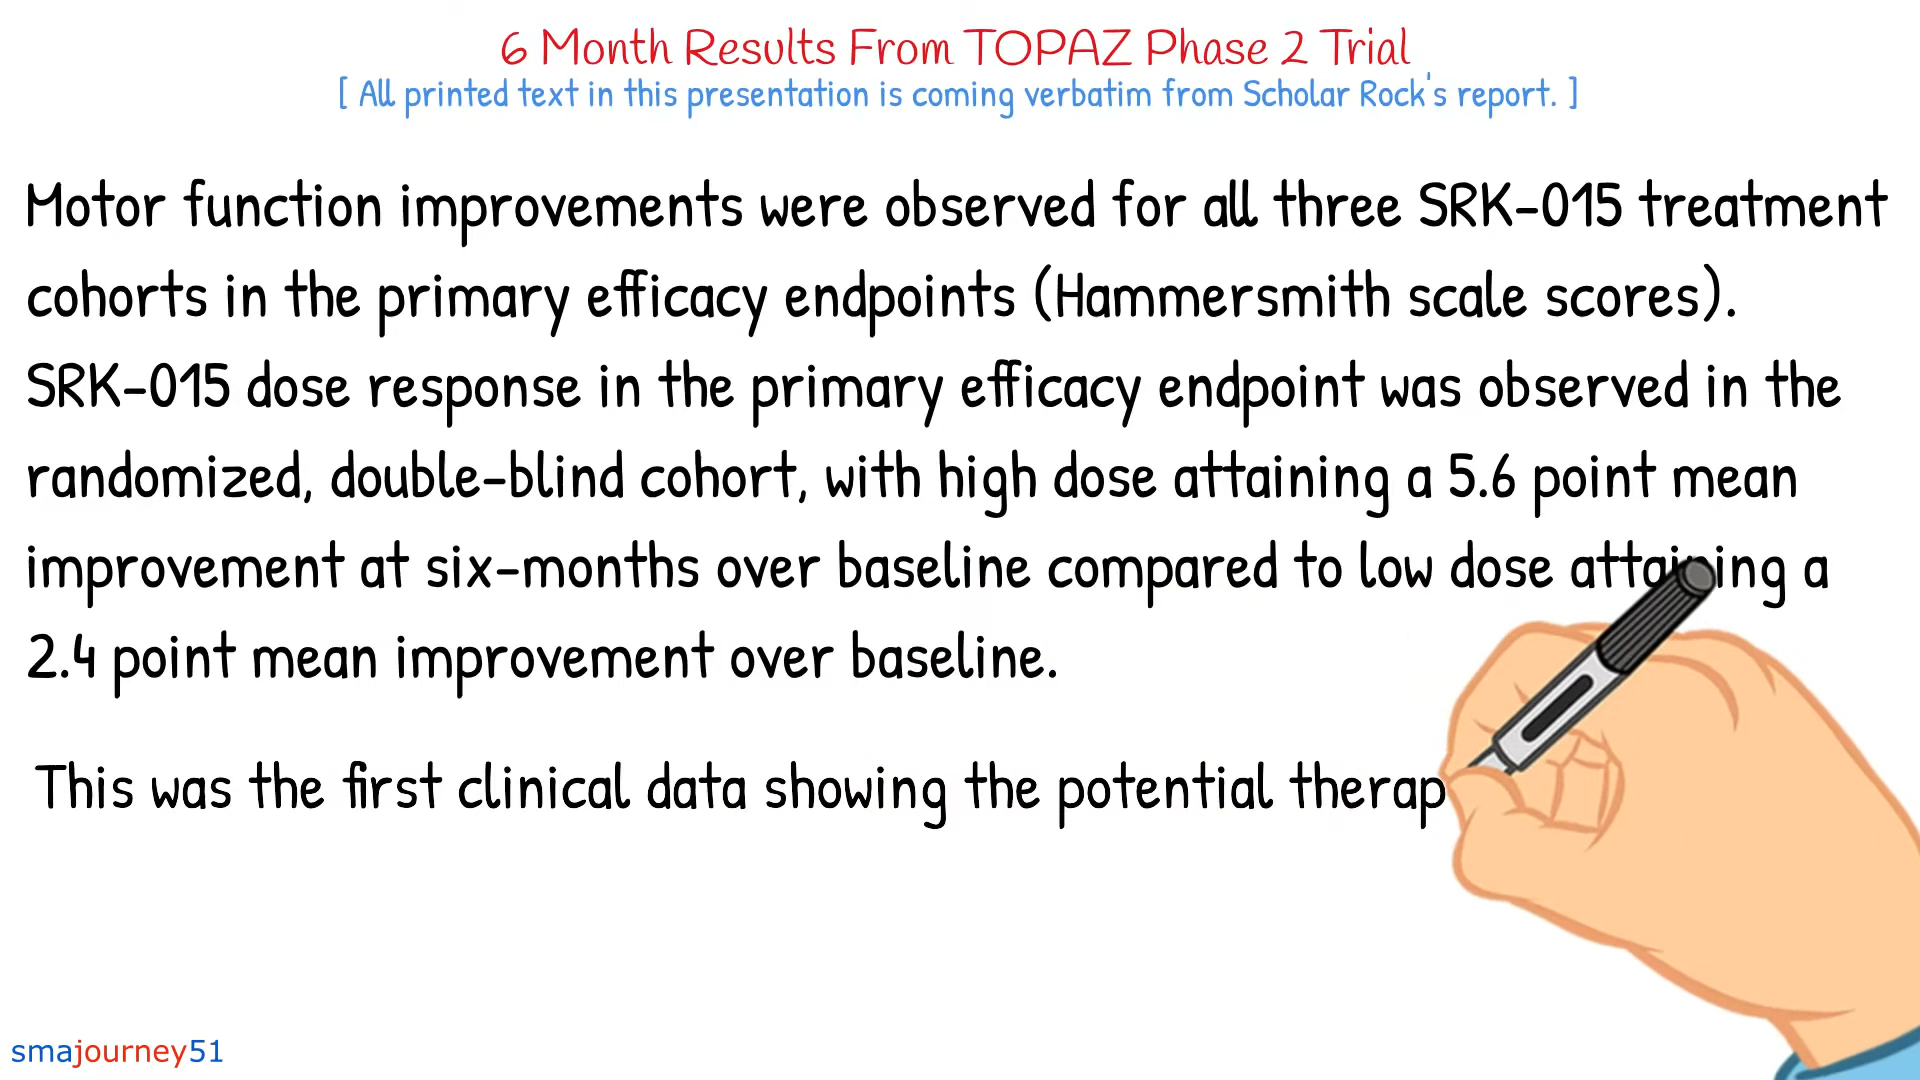 6 Month Results From TOPAZ Phase 2 Trial
[ All printed text in this presentation is coming verbatim from Scholar Rock's report. ]
Motor function improvements were observed for all three SRK-015 treatment
cohorts in the primary efficacy endpoints (Hammersmith scale scores).
SRK-015 dose response in the primary efficacy endpoint was observed in the
randomized, double-blind cohort, with high dose attaining a 5.6 point mean
improvement at six-months over baseline compared to low dose attaining a
2.4 point mean improvement over baseline.
This was the first clinical data showing the potential therap
smajourney51